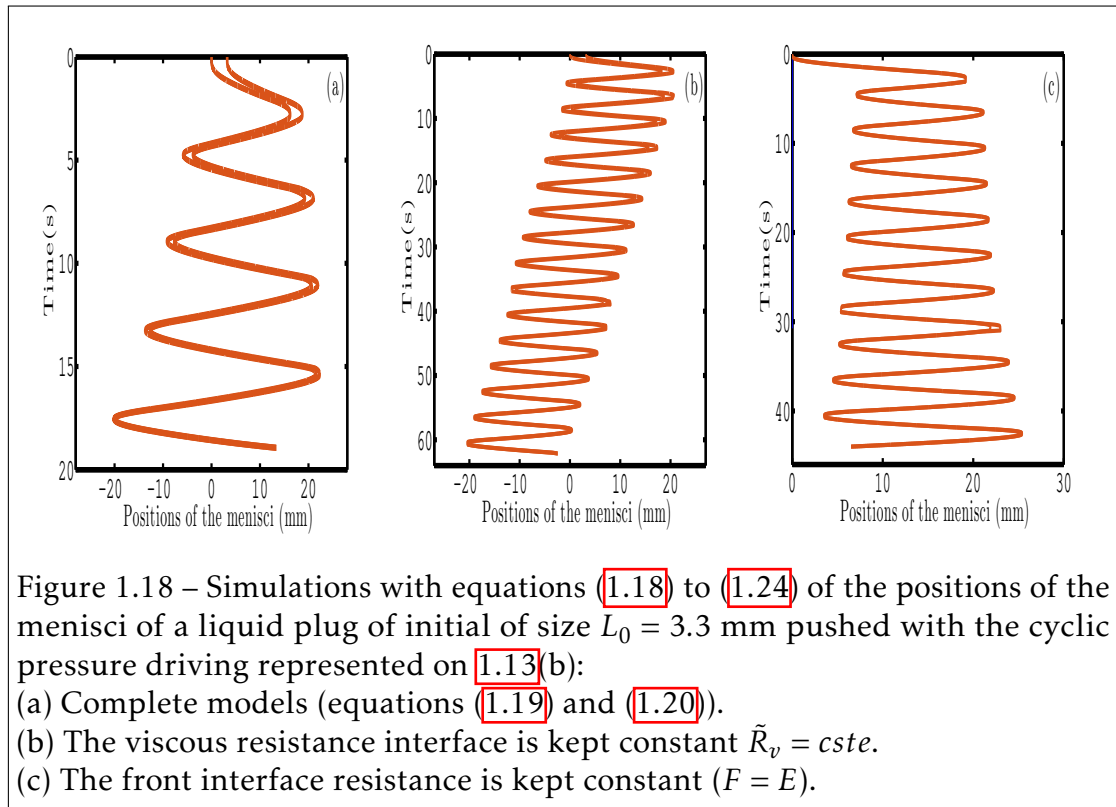 (a)
0
5
10
15
20
Time(s)
−20 −10 0 10 20
Positions of the menisci (mm)
(b)
0
10
20
30
40
50
60
Time(s)
−20 −10 0 10 20
Positions of the menisci (mm)
(c)
0
10
20
30
40
Time(s)
0 10 20 30
Positions of the menisci (mm)
Figure 1.18 – Simulations with equations (1.18) to (1.24) of the positions of the
menisci of a liquid plug of initial of size L₀ = 3.3 mm pushed with the cyclic
pressure driving represented on 1.13(b):
(a) Complete models (equations (1.19) and (1.20)).
(b) The viscous resistance interface is kept constant R̃ᵥ = cste.
(c) The front interface resistance is kept constant (F = E).